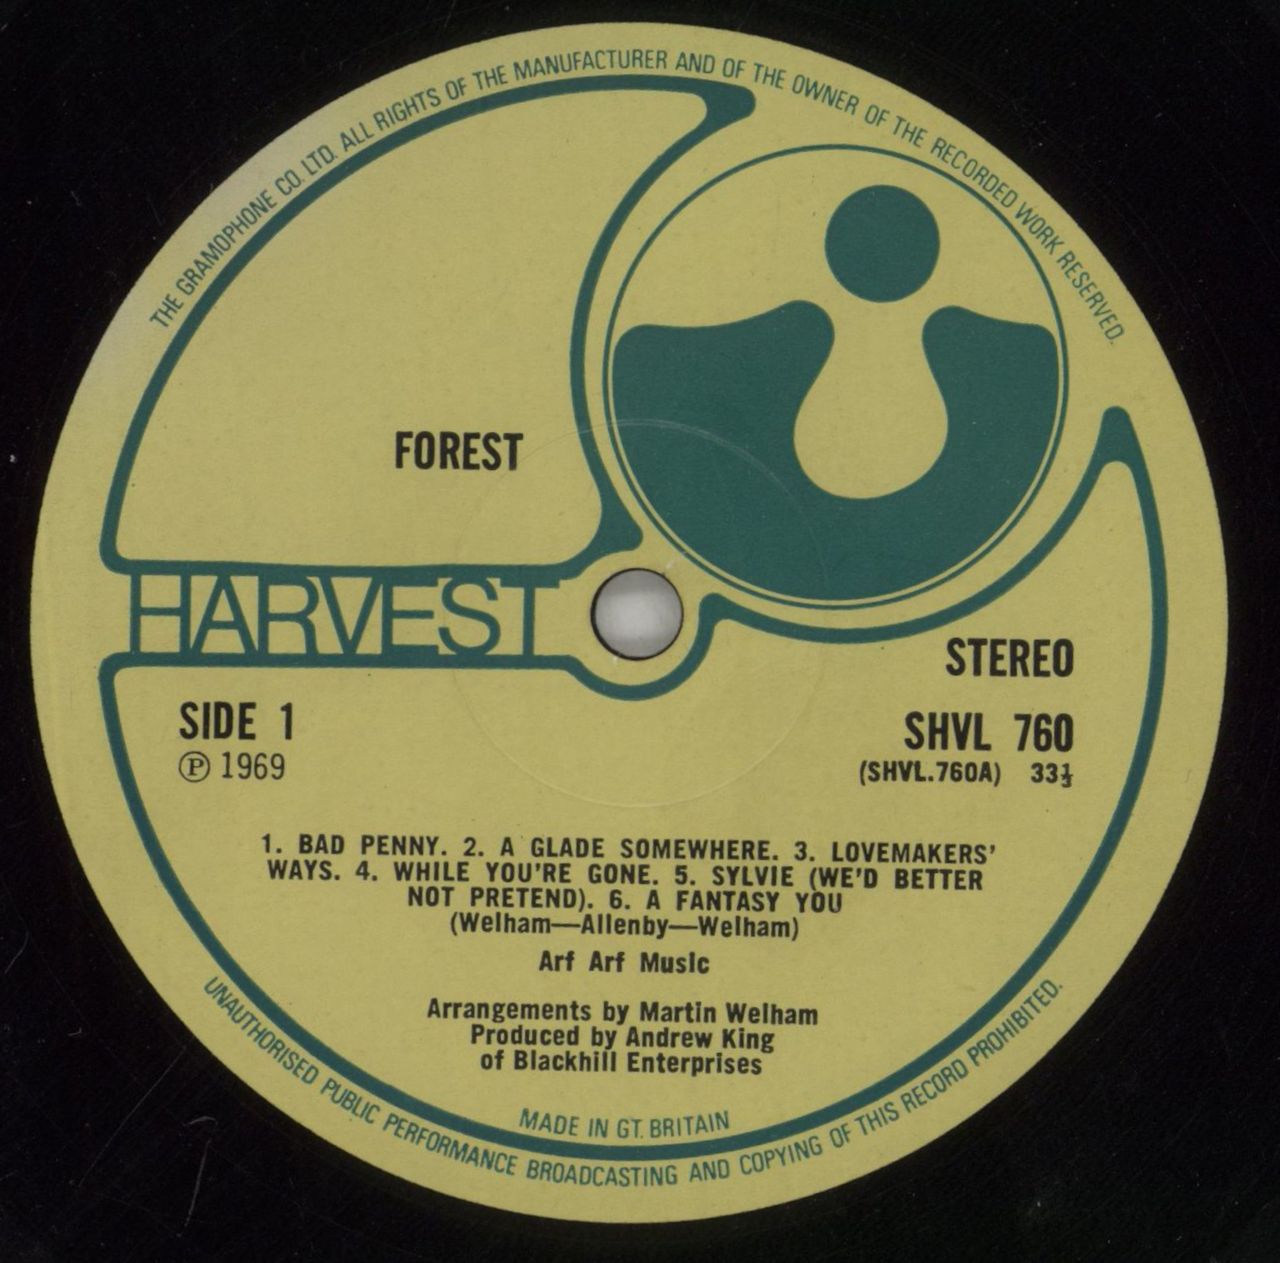 THE GRAMOPHONE CO. LTD. ALL RIGHTS OF THE MANUFACTURER AND OF THE OWNER OF THE RECORDED WORK RESERVED.
FOREST
HARVEST
STEREO
SIDE 1
SHVL 760
Ⓟ 1969
(SHVL.760A) 33⅓
1. BAD PENNY. 2. A GLADE SOMEWHERE. 3. LOVEMAKERS'
WAYS. 4. WHILE YOU'RE GONE. 5. SYLVIE (WE'D BETTER
NOT PRETEND). 6. A FANTASY YOU
(Welham—Allenby—Welham)
Arf Arf Music
Arrangements by Martin Welham
Produced by Andrew King
of Blackhill Enterprises
MADE IN GT. BRITAIN
UNAUTHORISED PUBLIC PERFORMANCE BROADCASTING AND COPYING OF THIS RECORD PROHIBITED.